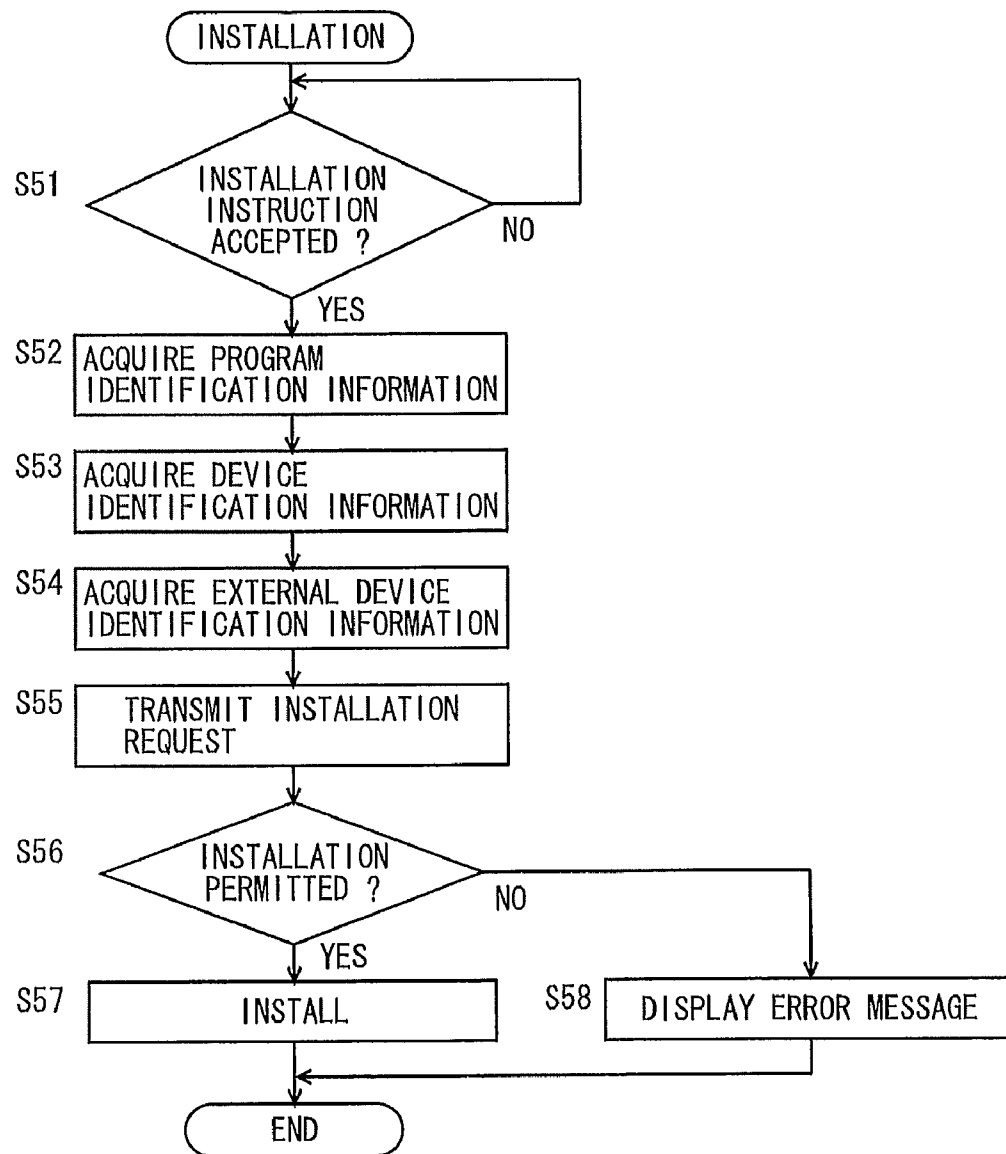 INSTALLATION
S51
INSTALLATION
INSTRUCTION
ACCEPTED ?
NO
YES
S52
ACQUIRE PROGRAM
IDENTIFICATION INFORMATION
S53
ACQUIRE DEVICE
IDENTIFICATION INFORMATION
S54
ACQUIRE EXTERNAL DEVICE
IDENTIFICATION INFORMATION
S55
TRANSMIT INSTALLATION
REQUEST
S56
INSTALLATION
PERMITTED ?
NO
YES
S57
INSTALL
S58
DISPLAY ERROR MESSAGE
END